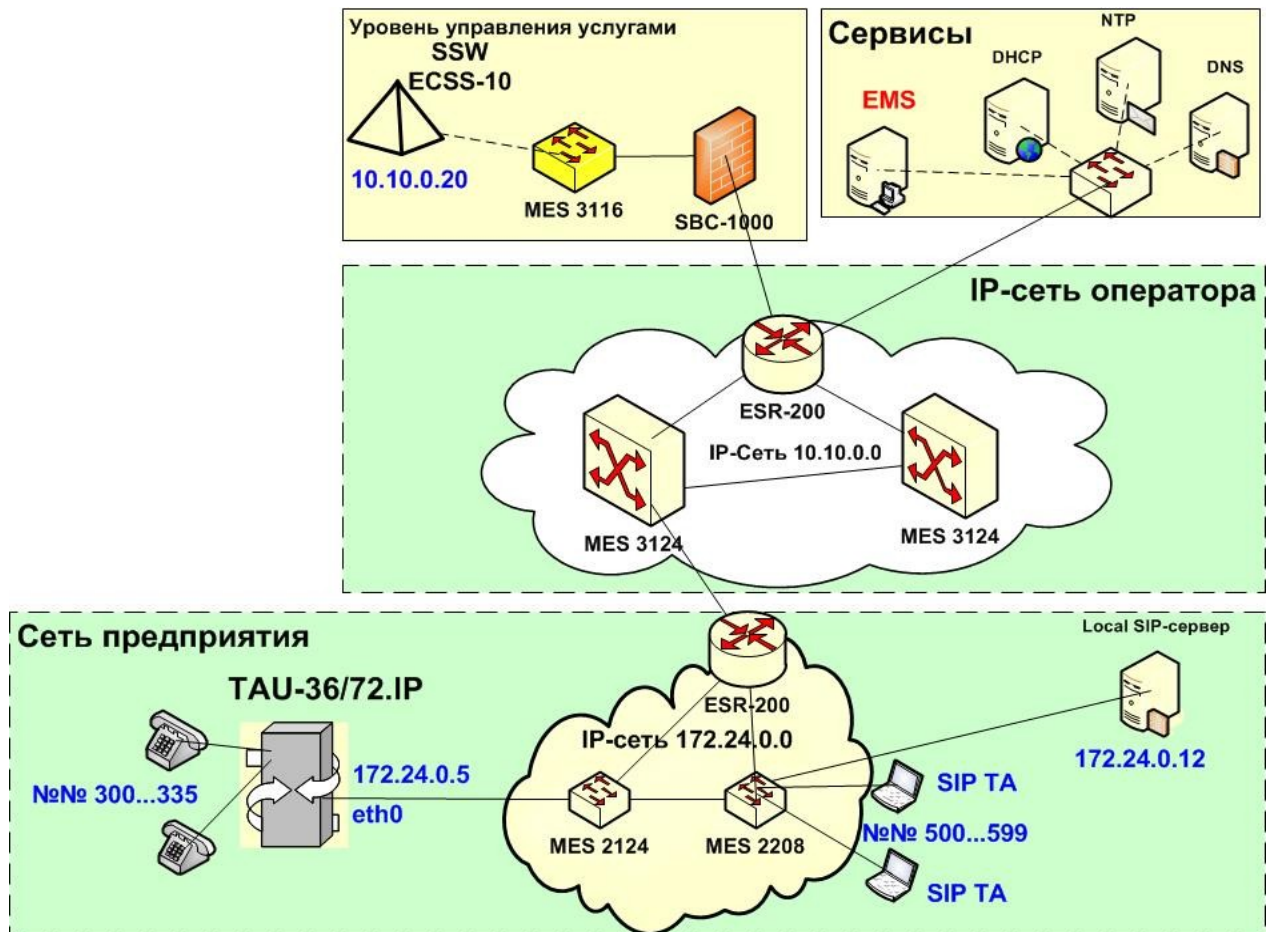 Уровень управления услугами
SSW
ECSS-10
10.10.0.20
MES 3116
SBC-1000
Сервисы
NTP
DHCP
DNS
EMS
IP-сеть оператора
ESR-200
IP-Сеть 10.10.0.0
MES 3124
MES 3124
Сеть предприятия
Local SIP-сервер
TAU-36/72.IP
ESR-200
IP-сеть 172.24.0.0
172.24.0.12
172.24.0.5
№№ 300...335
eth0
SIP TA
№№ 500...599
MES 2124
MES 2208
SIP TA